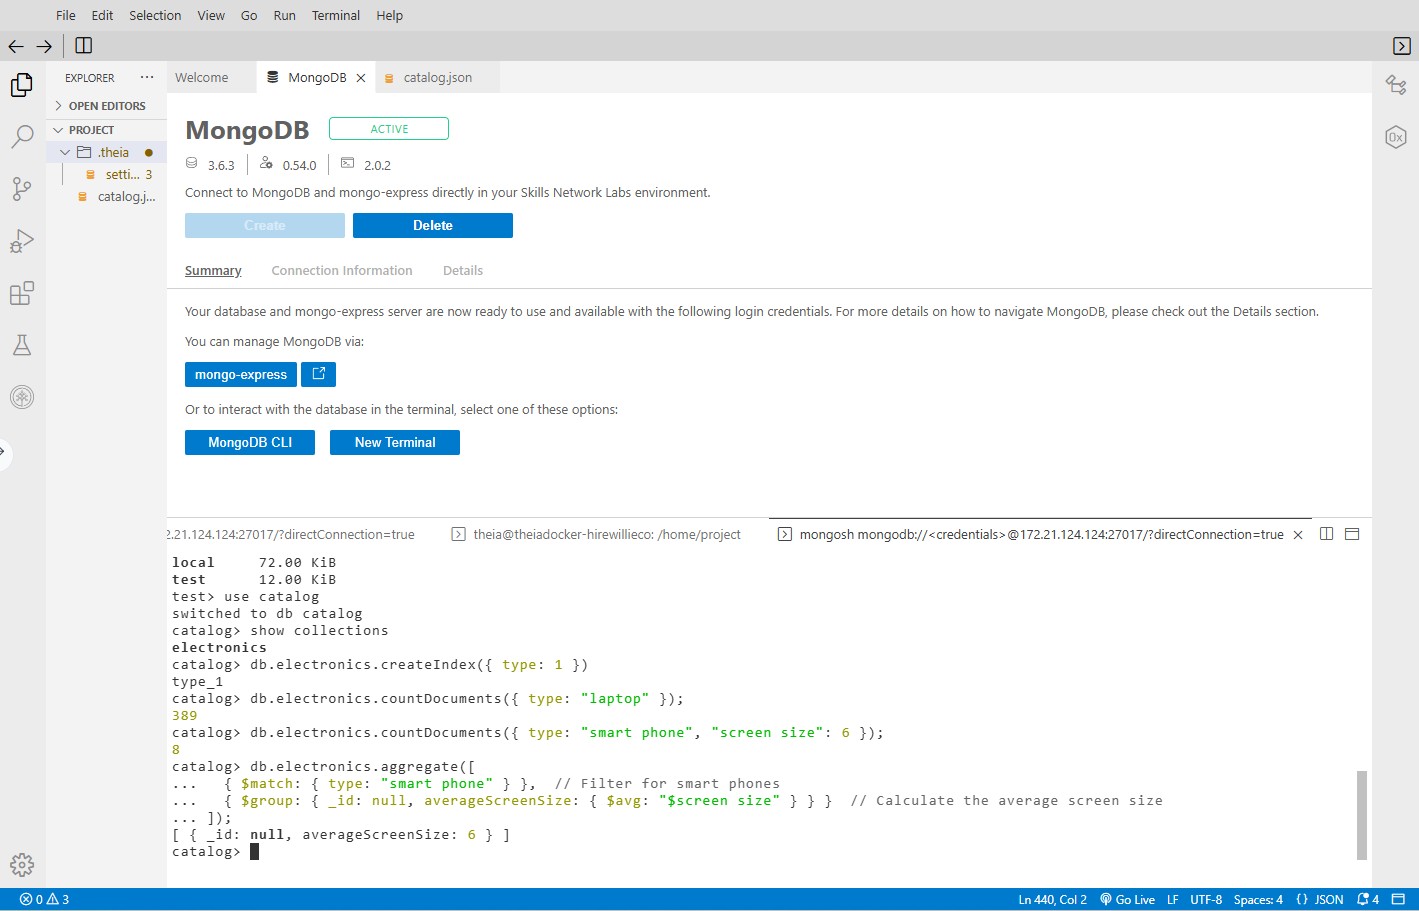 File Edit Selection View Go Run Terminal Help
EXPLORER ···
OPEN EDITORS
PROJECT
.theia
setti... 3
catalog.j...
Welcome MongoDB catalog.json
MongoDB ACTIVE
3.6.3 0.54.0 2.0.2
Connect to MongoDB and mongo-express directly in your Skills Network Labs environment.
Create Delete
Summary Connection Information Details
Your database and mongo-express server are now ready to use and available with the following login credentials. For more details on how to navigate MongoDB, please check out the Details section.
You can manage MongoDB via:
mongo-express
Or to interact with the database in the terminal, select one of these options:
MongoDB CLI New Terminal
2.21.124.124:27017/?directConnection=true theia@theiadocker-hirewillieco: /home/project mongosh mongodb://<credentials>@172.21.124.124:27017/?directConnection=true
local 72.00 KiB
test 12.00 KiB
test> use catalog
switched to db catalog
catalog> show collections
electronics
catalog> db.electronics.createIndex({ type: 1 })
type_1
catalog> db.electronics.countDocuments({ type: "laptop" });
389
catalog> db.electronics.countDocuments({ type: "smart phone", "screen size": 6 });
8
catalog> db.electronics.aggregate([
... { $match: { type: "smart phone" } }, // Filter for smart phones
... { $group: { _id: null, averageScreenSize: { $avg: "$screen size" } } } // Calculate the average screen size
... ]);
[ { _id: null, averageScreenSize: 6 } ]
catalog>
0 3 Ln 440, Col 2 Go Live LF UTF-8 Spaces: 4 {} JSON 4
0x